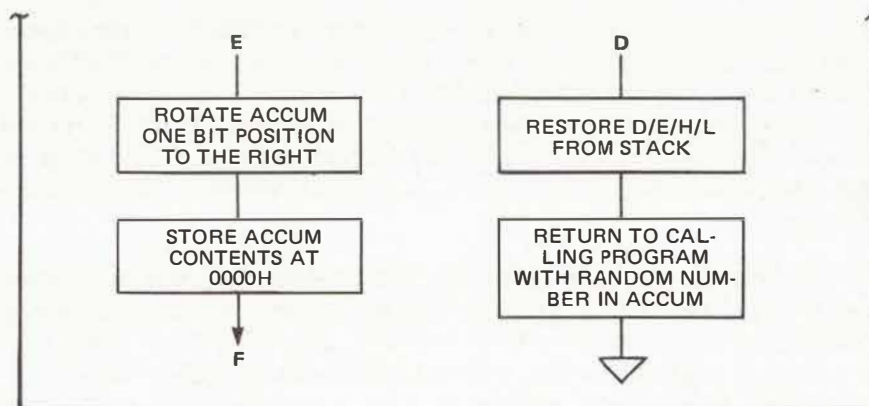 E
ROTATE ACCUM
ONE BIT POSITION
TO THE RIGHT
STORE ACCUM
CONTENTS AT
0000H
F
D
RESTORE D/E/H/L
FROM STACK
RETURN TO CAL-
LING PROGRAM
WITH RANDOM NUM-
BER IN ACCUM